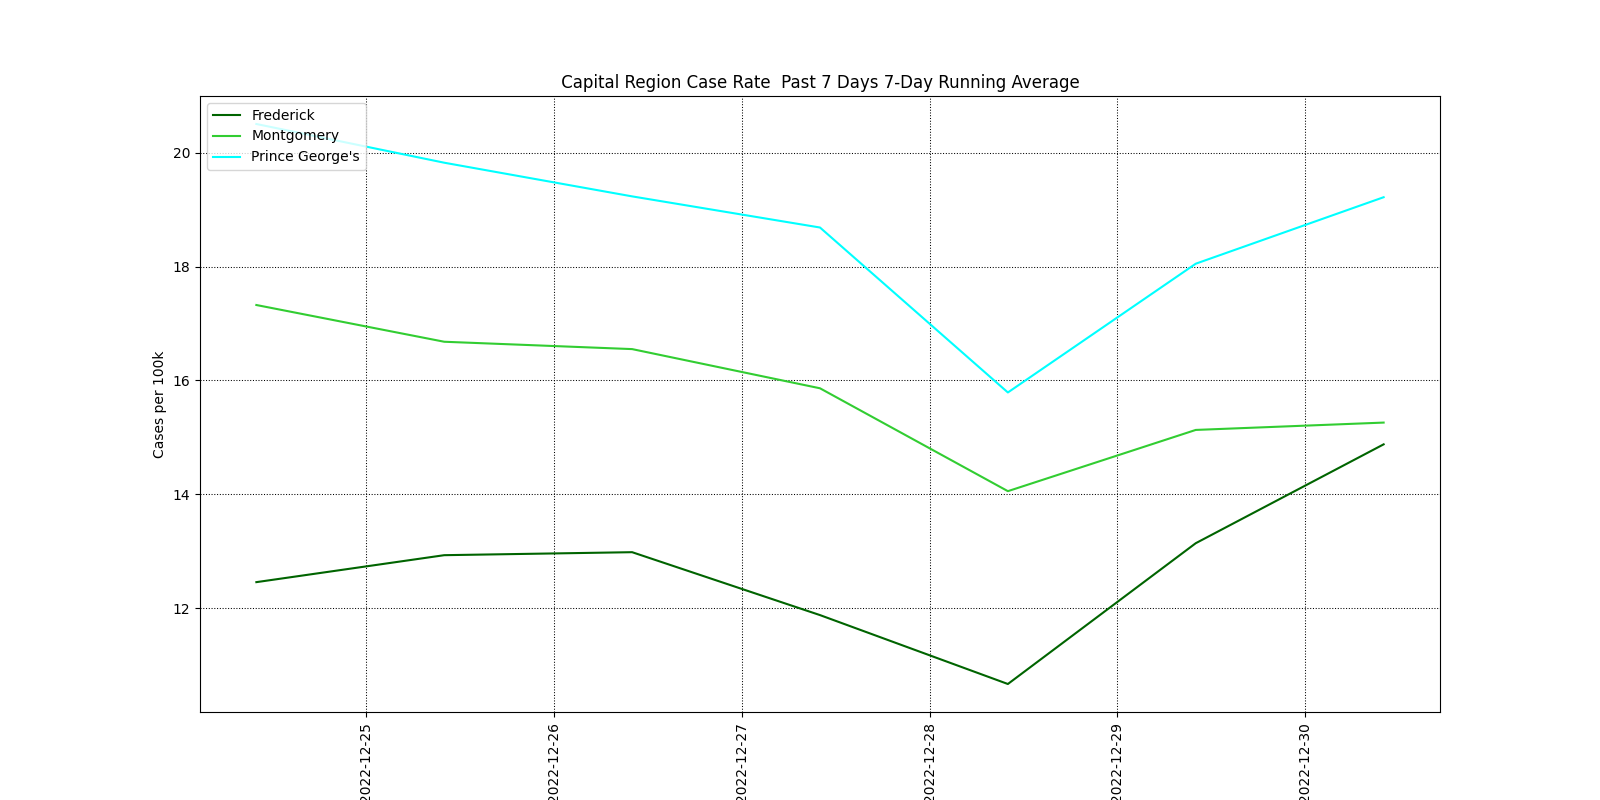 Capital Region Case Rate  Past 7 Days 7-Day Running Average
Frederick
Montgomery
Prince George's
Cases per 100k
20
18
16
14
12
2022-12-25
2022-12-26
2022-12-27
2022-12-28
2022-12-29
2022-12-30